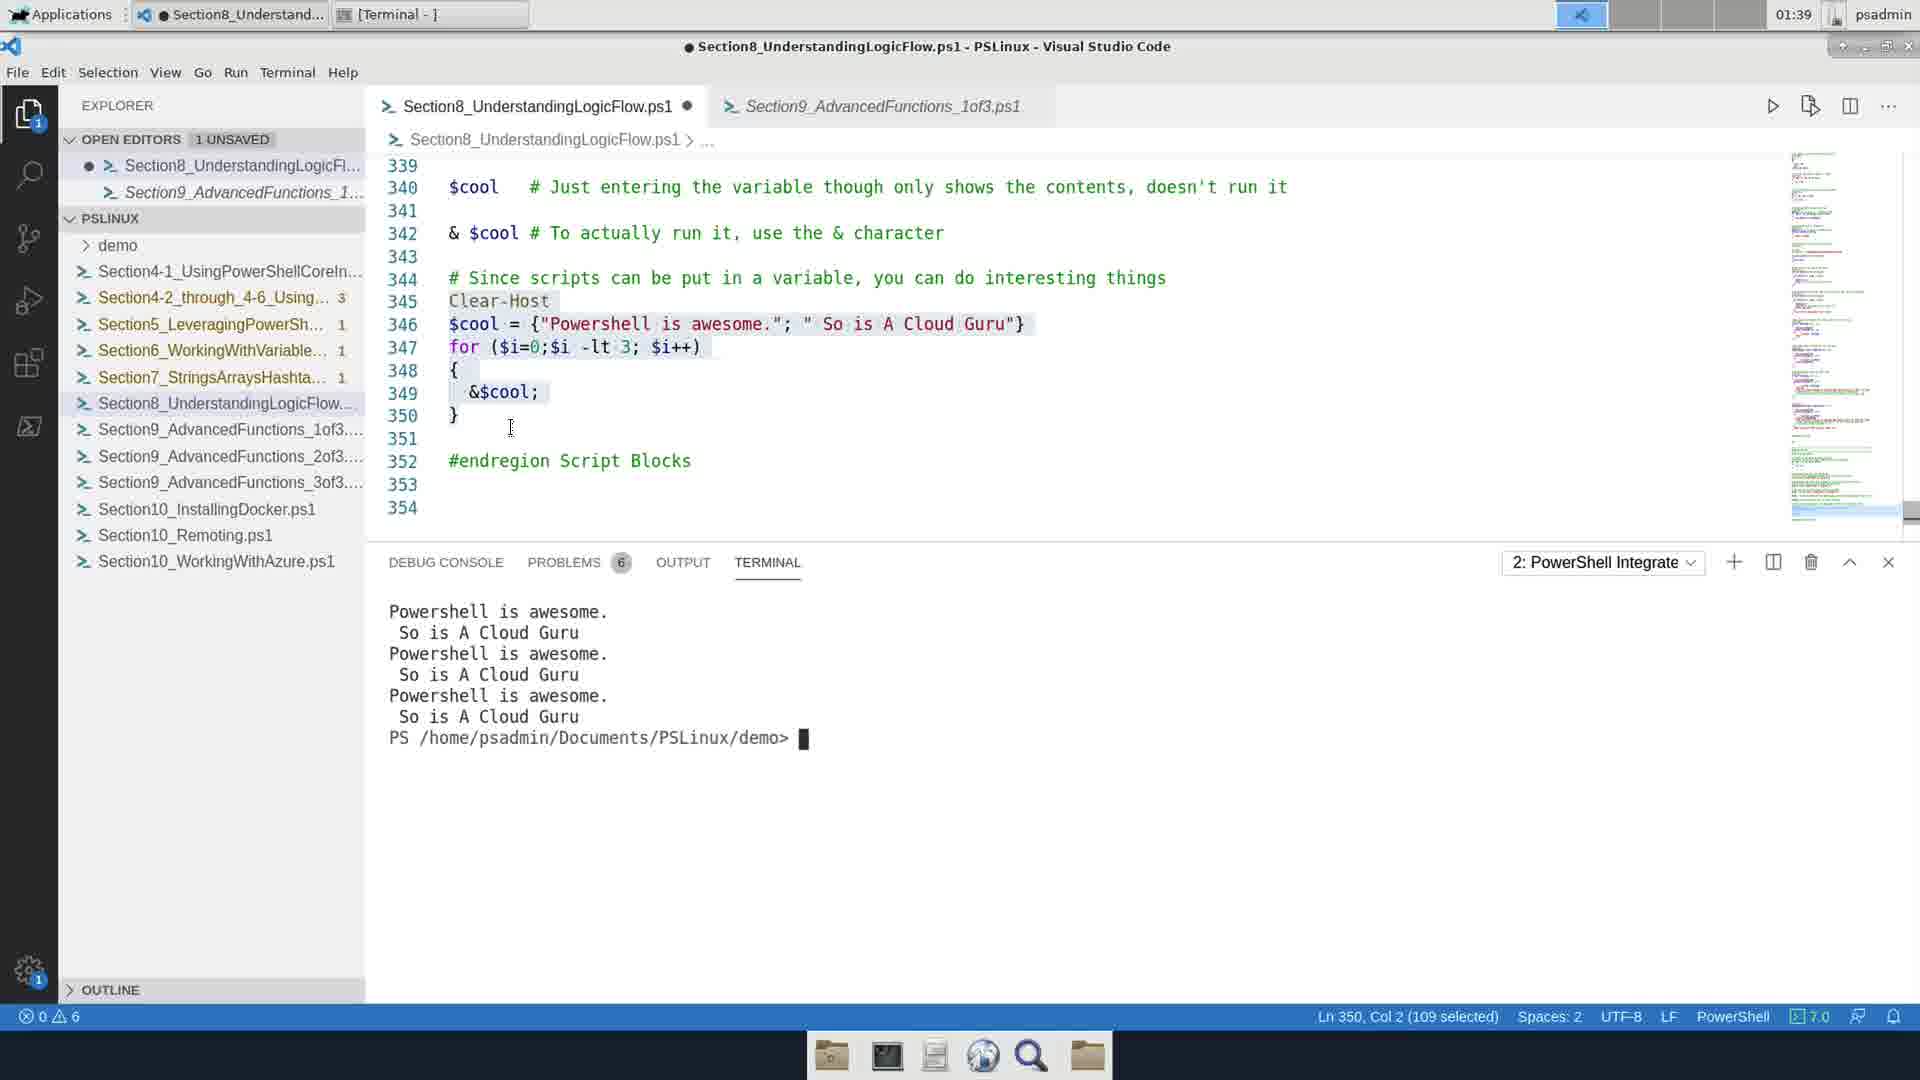 Applications
● Section8_Understand...
[Terminal - ]
01:39
psadmin
● Section8_UnderstandingLogicFlow.ps1 - PSLinux - Visual Studio Code
File Edit Selection View Go Run Terminal Help
EXPLORER
OPEN EDITORS 1 UNSAVED
Section8_UnderstandingLogicFl...
Section9_AdvancedFunctions_1...
PSLINUX
demo
Section4-1_UsingPowerShellCoreIn...
Section4-2_through_4-6_Using... 3
Section5_LeveragingPowerSh... 1
Section6_WorkingWithVariable... 1
Section7_StringsArraysHashta... 1
Section8_UnderstandingLogicFlow....
Section9_AdvancedFunctions_1of3....
Section9_AdvancedFunctions_2of3....
Section9_AdvancedFunctions_3of3....
Section10_InstallingDocker.ps1
Section10_Remoting.ps1
Section10_WorkingWithAzure.ps1
OUTLINE
1
1
Section8_UnderstandingLogicFlow.ps1 ●
Section9_AdvancedFunctions_1of3.ps1
Section8_UnderstandingLogicFlow.ps1 > ...
339
340 $cool   # Just entering the variable though only shows the contents, doesn't run it
341
342 & $cool # To actually run it, use the & character
343
344 # Since scripts can be put in a variable, you can do interesting things
345 Clear-Host
346 $cool = {"Powershell is awesome."; " So is A Cloud Guru"}
347 for ($i=0;$i -lt 3; $i++)
348 {
349   &$cool;
350 }
351
352 #endregion Script Blocks
353
354
DEBUG CONSOLE PROBLEMS 6 OUTPUT TERMINAL
2: PowerShell Integrate
Powershell is awesome.
 So is A Cloud Guru
Powershell is awesome.
 So is A Cloud Guru
Powershell is awesome.
 So is A Cloud Guru
PS /home/psadmin/Documents/PSLinux/demo>
0 6
Ln 350, Col 2 (109 selected) Spaces: 2 UTF-8 LF PowerShell 7.0